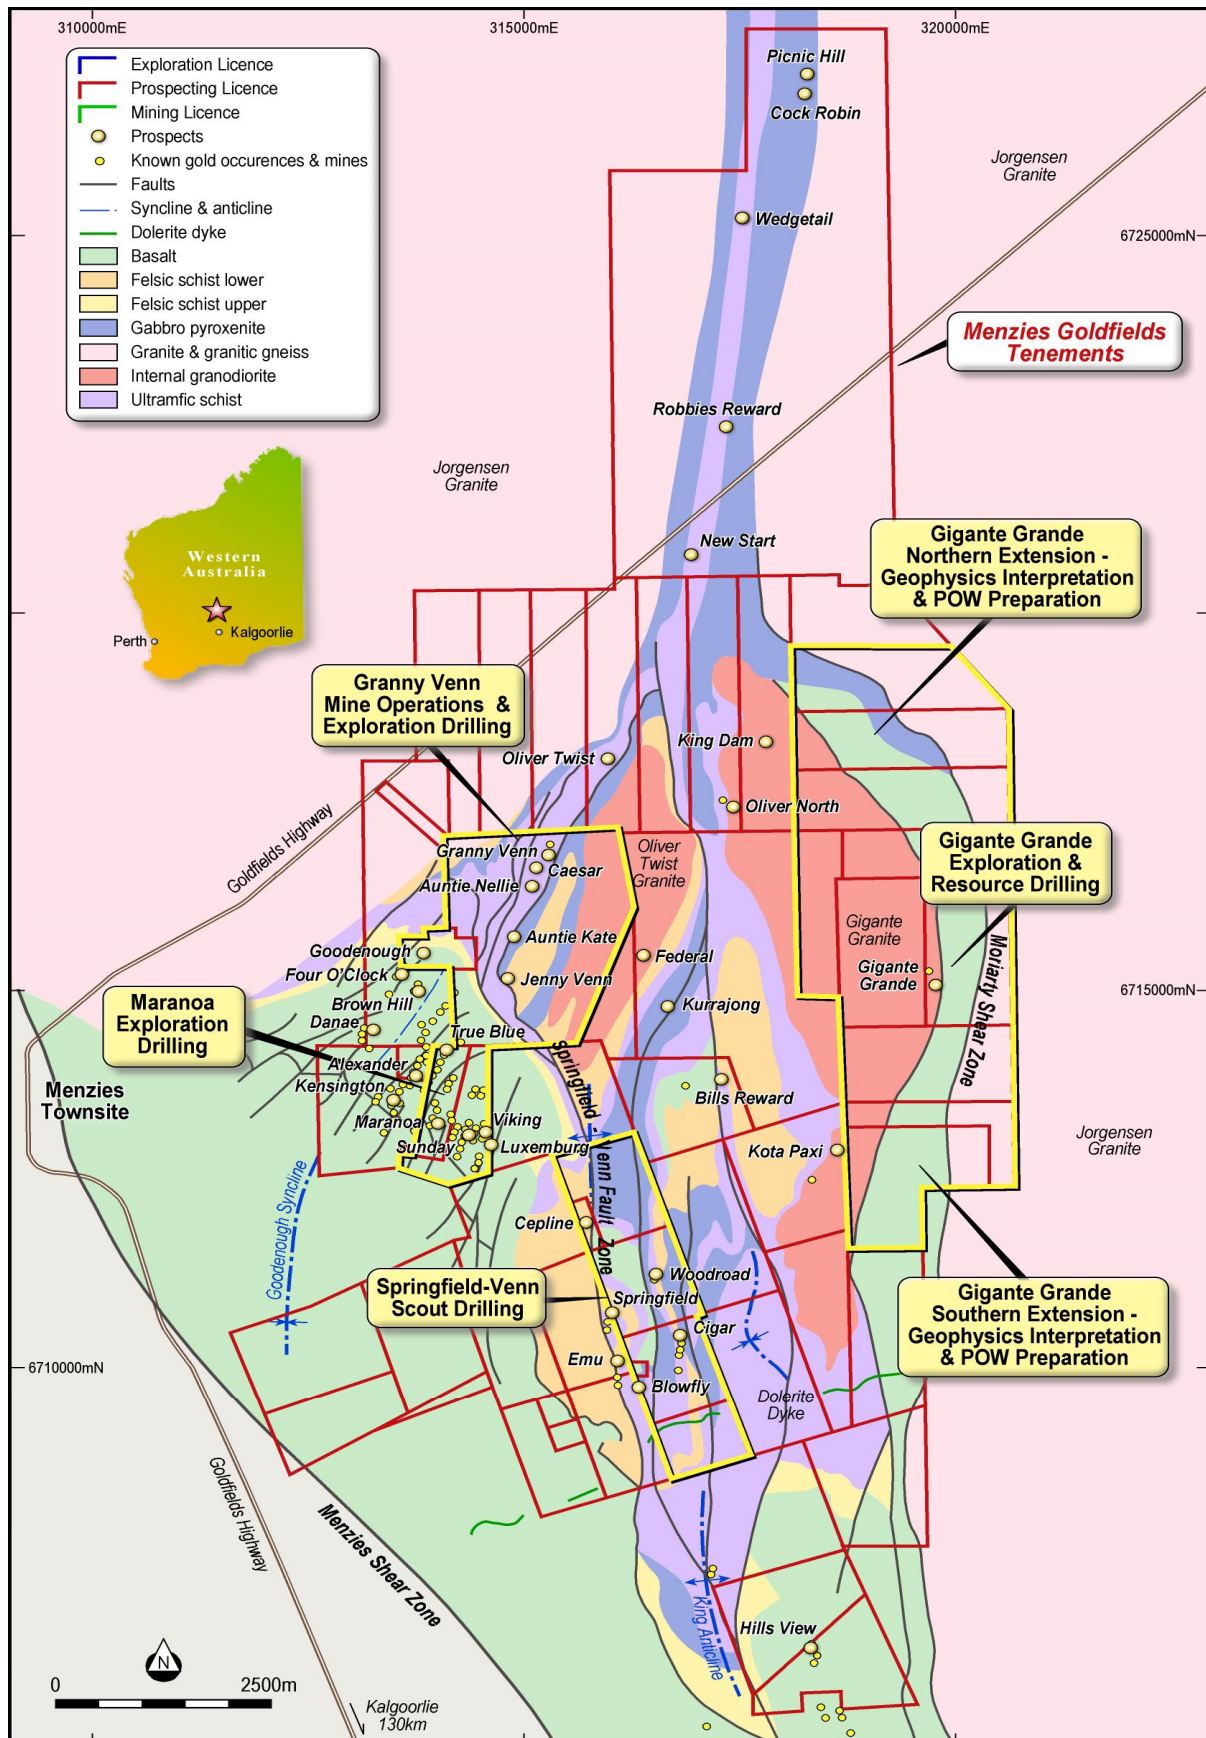 310000mE
315000mE
320000mE
Exploration Licence
Prospecting Licence
Mining Licence
Prospects
Known gold occurences & mines
Faults
Syncline & anticline
Dolerite dyke
Basalt
Felsic schist lower
Felsic schist upper
Gabbro pyroxenite
Granite & granitic gneiss
Internal granodiorite
Ultramfic schist
Picnic Hill
Cock Robin
Jorgensen
Granite
Wedgetail
6725000mN
Menzies Goldfields
Tenements
Robbies Reward
Jorgensen
Granite
New Start
Gigante Grande
Northern Extension -
Geophysics Interpretation
& POW Preparation
Western
Australia
Perth
Kalgoorlie
Granny Venn
Mine Operations &
Exploration Drilling
King Dam
Oliver Twist
Oliver North
Goldfields Highway
Granny Venn
Caesar
Auntie Nellie
Oliver
Twist
Granite
Gigante Grande
Exploration &
Resource Drilling
Gigante
Granite
Auntie Kate
Goodenough
Federal
Four O'Clock
Jenny Venn
Gigante
Grande
Moriarty Shear Zone
6715000mN
Brown Hill
Kurrajong
Maranoa
Exploration
Drilling
Danae
True Blue
Alexander
Kensington
Springfield - Venn Fault Zone
Bills Reward
Menzies
Townsite
Maranoa
Viking
Sunday
Luxemburg
Kota Paxi
Jorgensen
Granite
Goodenough Syncline
Cepline
Woodroad
Springfield-Venn
Scout Drilling
Springfield
Cigar
Gigante Grande
Southern Extension -
Geophysics Interpretation
& POW Preparation
6710000mN
Emu
Blowfly
Dolerite
Dyke
Goldfields Highway
Menzies Shear Zone
King Anticline
Hills View
N
0
2500m
Kalgoorlie
130km